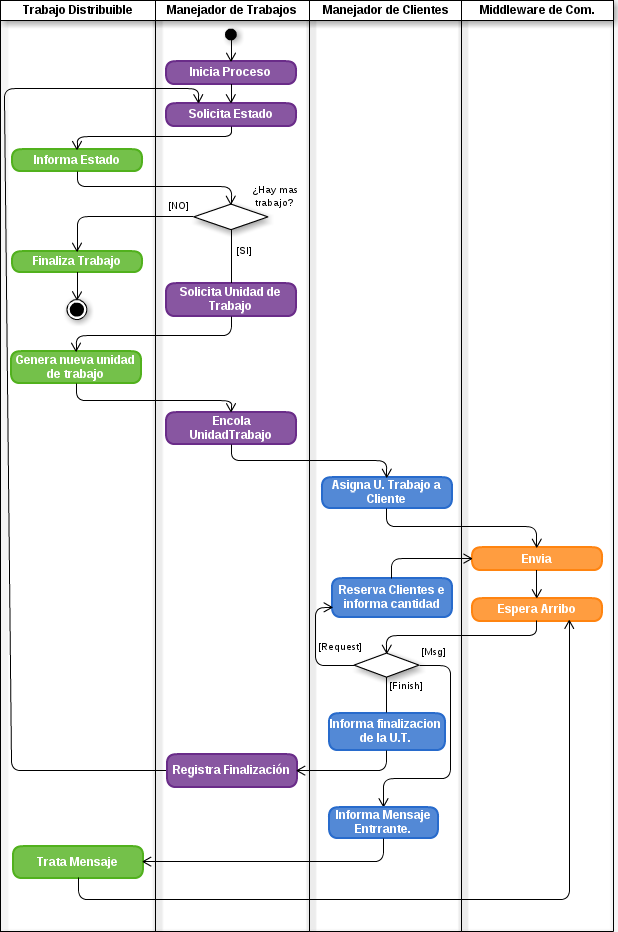 Trabajo Distribuible
Manejador de Trabajos
Manejador de Clientes
Middleware de Com.
Inicia Proceso
Solicita Estado
Informa Estado
¿Hay mas
trabajo?
[NO]
[SI]
Finaliza Trabajo
Solicita Unidad de
Trabajo
Genera nueva unidad
de trabajo
Encola
UnidadTrabajo
Asigna U. Trabajo a
Cliente
Envia
Reserva Clientes e
informa cantidad
Espera Arribo
[Request]
[Msg]
[Finish]
Informa finalizacion
de la U.T.
Registra Finalización
Informa Mensaje
Entrrante.
Trata Mensaje